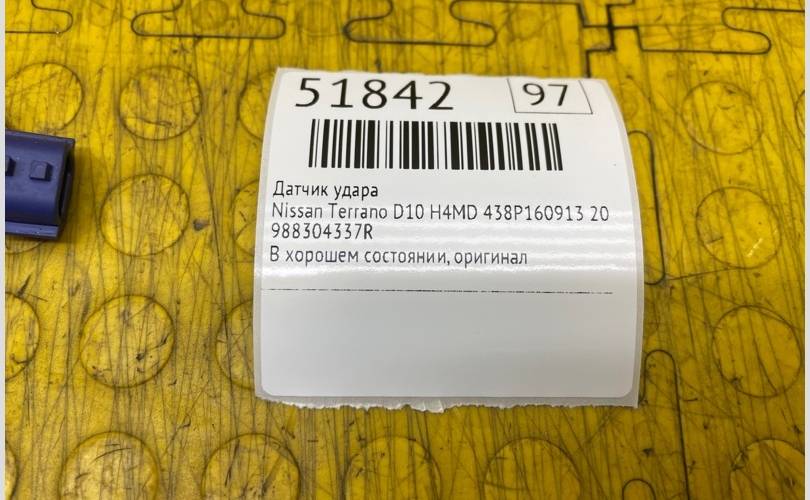 51842 97
Датчик удара
Nissan Terrano D10 H4MD 438P160913 20
988304337R
В хорошем состоянии, оригинал